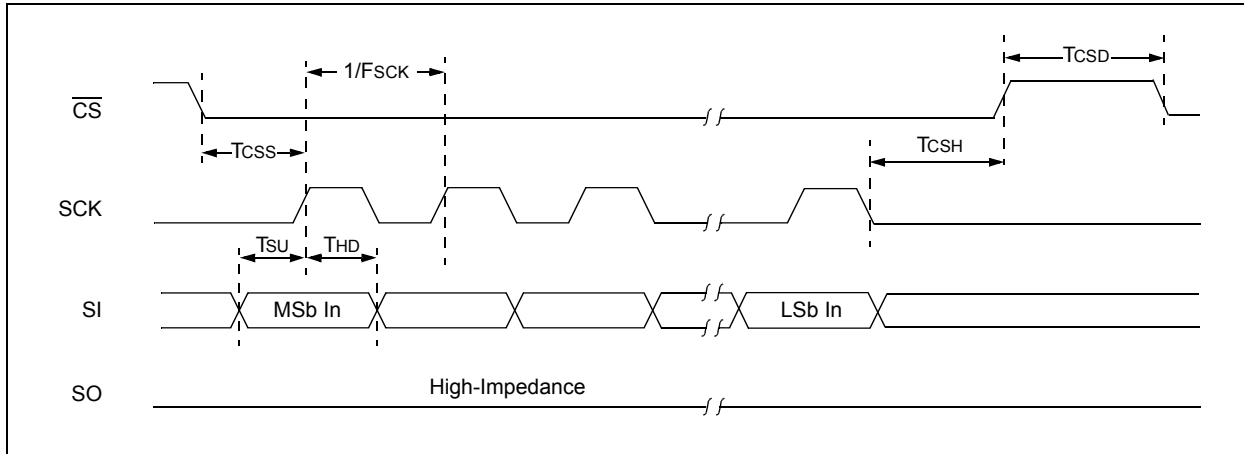 TCSD
1/FSCK
CS
TCSS
TCSH
SCK
TSU THD
SI MSb In LSb In
SO High-Impedance